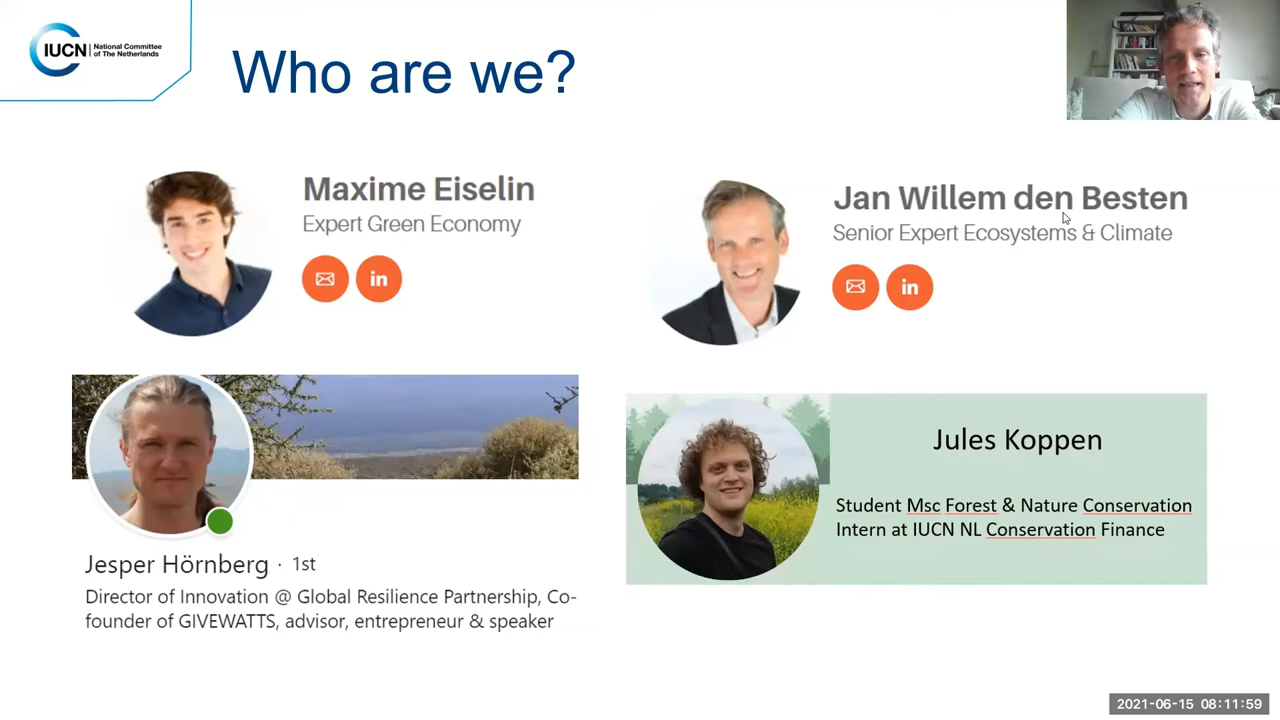 IUCN
National Committee
of The Netherlands
Who are we?
Maxime Eiselin
Expert Green Economy
in
Jan Willem den Besten
Senior Expert Ecosystems & Climate
in
Jesper Hörnberg · 1st
Director of Innovation @ Global Resilience Partnership, Co-
founder of GIVEWATTS, advisor, entrepreneur & speaker
Jules Koppen
Student Msc Forest & Nature Conservation
Intern at IUCN NL Conservation Finance
2021-06-15 08:11:59